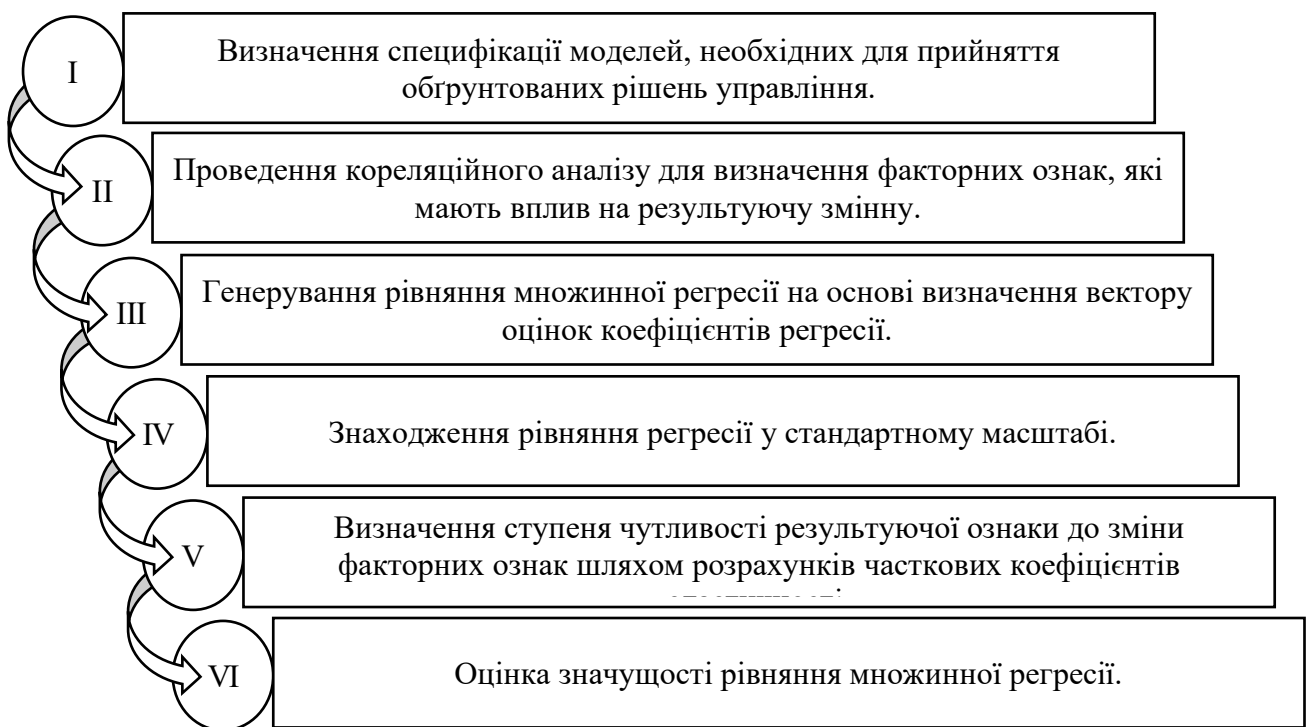 I
Визначення специфікації моделей, необхідних для прийняття
обґрунтованих рішень управління.
II
Проведення кореляційного аналізу для визначення факторних ознак, які
мають вплив на результуючу змінну.
III
Генерування рівняння множинної регресії на основі визначення вектору
оцінок коефіцієнтів регресії.
IV
Знаходження рівняння регресії у стандартному масштабі.
V
Визначення ступеня чутливості результуючої ознаки до зміни
факторних ознак шляхом розрахунків часткових коефіцієнтів
VI
Оцінка значущості рівняння множинної регресії.